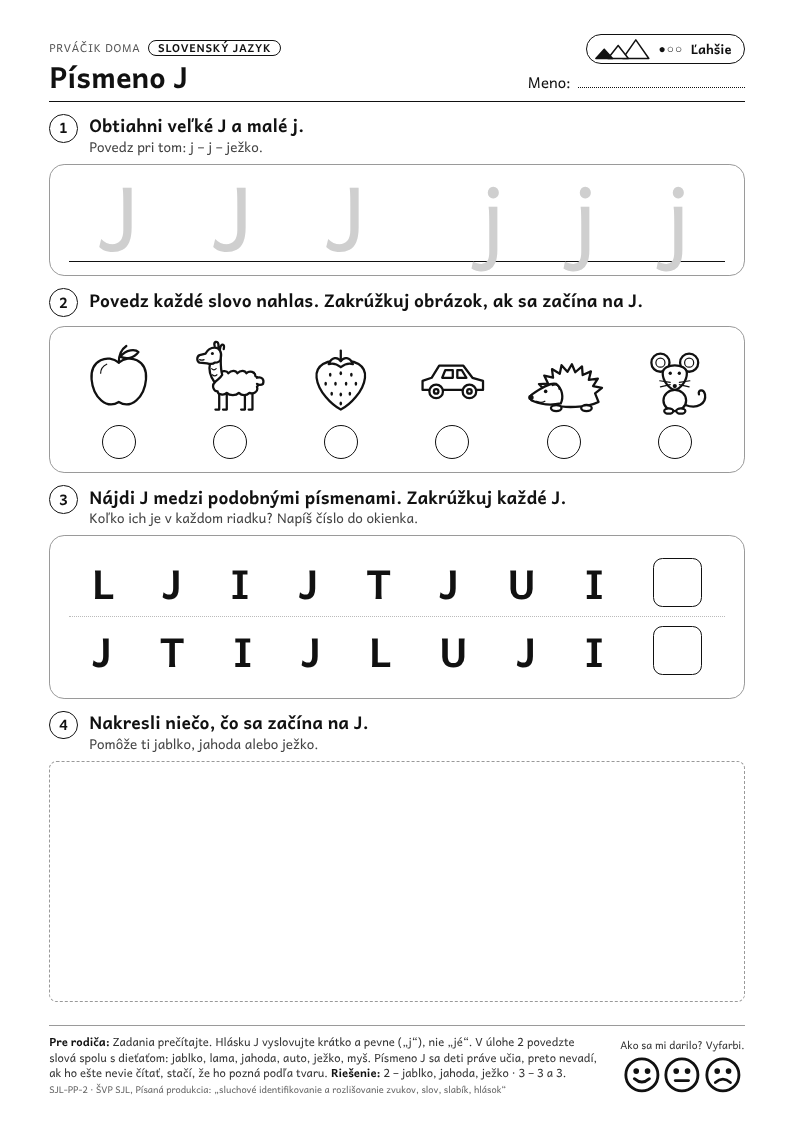 PRVÁČIK DOMA SLOVENSKÝ JAZYK
●○○ Ľahšie
Písmeno J
Meno:
1 Obtiahni veľké J a malé j.
Povedz pri tom: j – j – ježko.
J J J j j j
2 Povedz každé slovo nahlas. Zakrúžkuj obrázok, ak sa začína na J.
3 Nájdi J medzi podobnými písmenami. Zakrúžkuj každé J.
Koľko ich je v každom riadku? Napíš číslo do okienka.
L J I J T J U I
J T I J L U J I
4 Nakresli niečo, čo sa začína na J.
Pomôže ti jablko, jahoda alebo ježko.
Pre rodiča: Zadania prečítajte. Hlásku J vyslovujte krátko a pevne („j“), nie „jé“. V úlohe 2 povedzte
slová spolu s dieťaťom: jablko, lama, jahoda, auto, ježko, myš. Písmeno J sa deti práve učia, preto nevadí,
ak ho ešte nevie čítať, stačí, že ho pozná podľa tvaru. Riešenie: 2 – jablko, jahoda, ježko · 3 – 3 a 3.
SJL-PP-2 · ŠVP SJL, Písaná produkcia: „sluchové identifikovanie a rozlišovanie zvukov, slov, slabík, hlások“
Ako sa mi darilo? Vyfarbi.